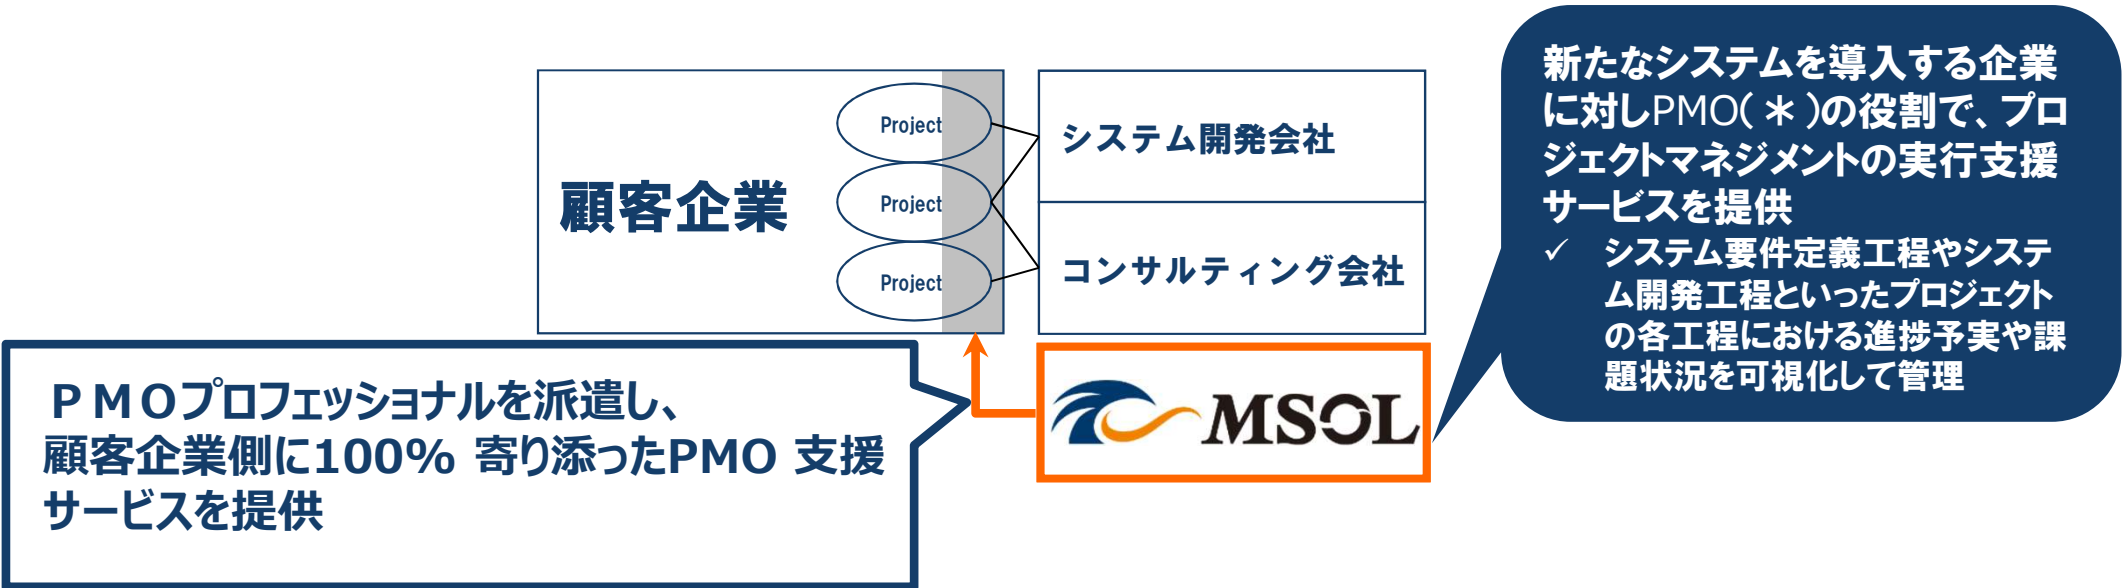 顧客企業
Project
Project
Project
システム開発会社
コンサルティング会社
MSOL
新たなシステムを導入する企業
に対しPMO(＊)の役割で、プロ
ジェクトマネジメントの実行支援
サービスを提供
✓ システム要件定義工程やシステ
ム開発工程といったプロジェクト
の各工程における進捗予実や課
題状況を可視化して管理
ＰＭＯプロフェッショナルを派遣し、
顧客企業側に100% 寄り添ったPMO 支援
サービスを提供